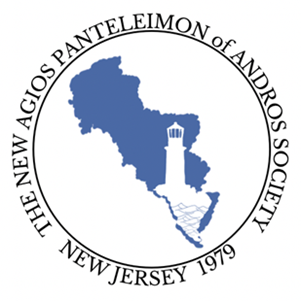 THE NEW AGIOS PANTELEIMON of ANDROS SOCIETY
NEW JERSEY 1979